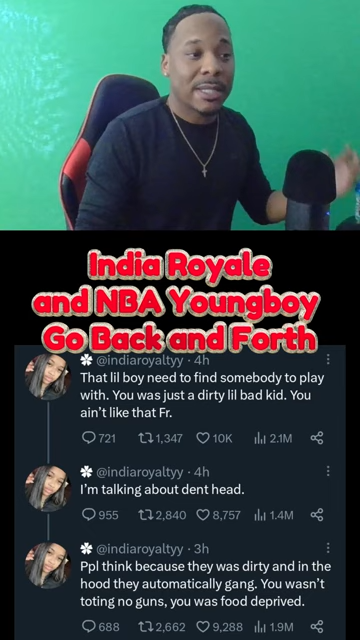 India Royale
and NBA Youngboy
Go Back and Forth
@indiaroyaltyy · 4h
That lil boy need to find somebody to play
with. You was just a dirty lil bad kid. You
ain't like that Fr.
721 1,347 10K 2.1M
@indiaroyaltyy · 4h
I'm talking about dent head.
955 2,840 8,757 1.4M
@indiaroyaltyy · 3h
Ppl think because they was dirty and in the
hood they automatically gang. You wasn't
toting no guns, you was food deprived.
688 2,662 9,288 1.9M